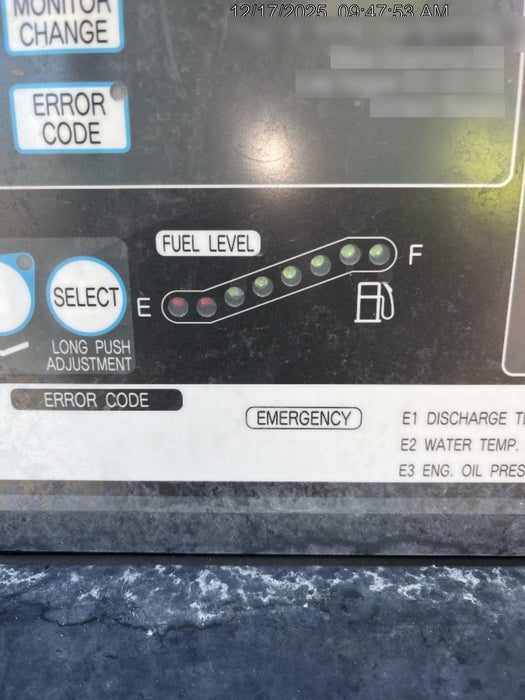 12/17/2025 09:47:53 AM
MONITOR
CHANGE
ERROR
CODE
FUEL LEVEL
F
SELECT
E
LONG PUSH
ADJUSTMENT
ERROR CODE
EMERGENCY
E1 DISCHARGE
E2 WATER TEMP.
E3 ENG. OIL PRES